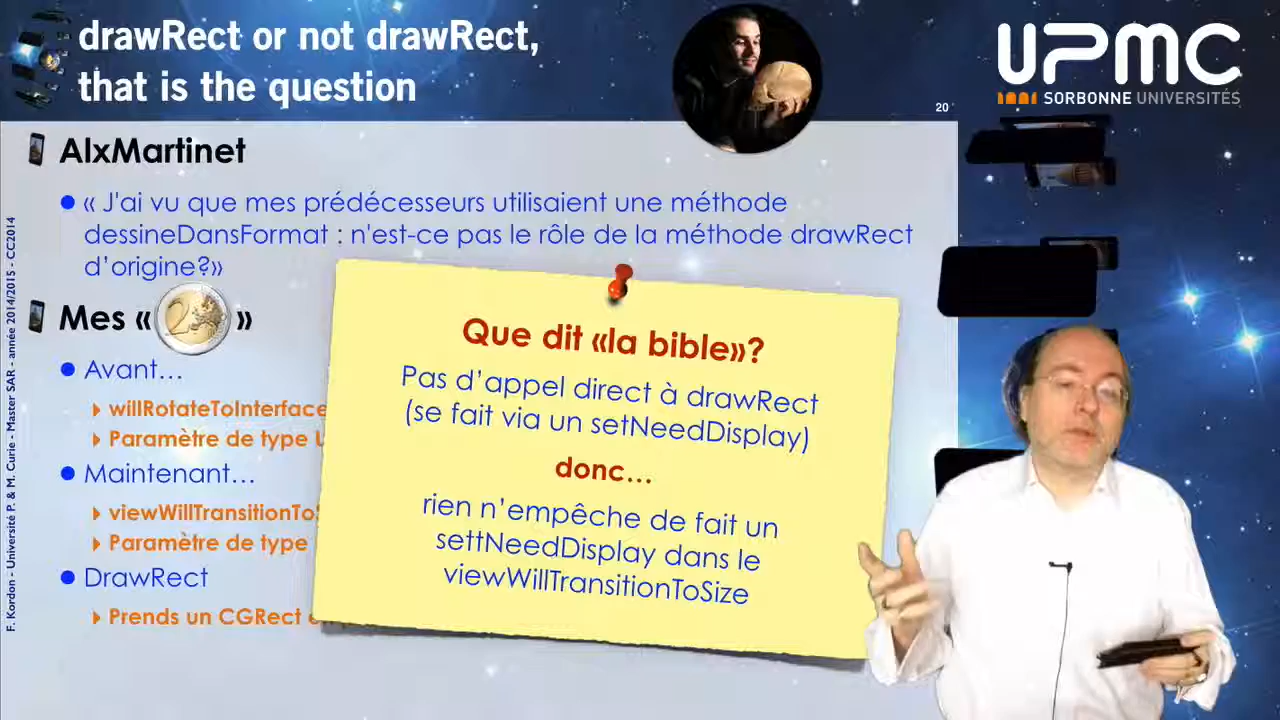 drawRect or not drawRect,
that is the question
UPMC
SORBONNE UNIVERSITÉS
20
AlxMartinet
« J'ai vu que mes prédécesseurs utilisaient une méthode
dessineDansFormat : n'est-ce pas le rôle de la méthode drawRect
d'origine?»
Mes « 2 »
Avant…
willRotateToInterface
Paramètre de type
Maintenant…
viewWillTransitionTo
Paramètre de type
DrawRect
Prends un CGRect
Que dit «la bible»?
Pas d'appel direct à drawRect
(se fait via un setNeedDisplay)
donc…
rien n'empêche de fait un
settNeedDisplay dans le
viewWillTransitionToSize
F. Kordon - Université P. & M. Curie - Master SAR - année 2014/2015 - CC2014